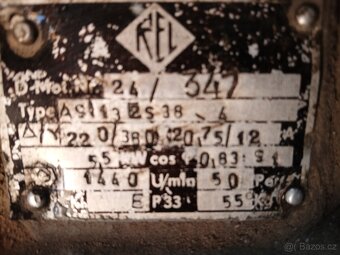 REL
D-Mot.Nr. 24/ 347
Type AS 132S 38 4
Δ/Y 220/380 20,75/12 A
5,5 kW cos φ 0,83 S1
1440 U/min 50 Per
E P33 55
© Bazos.cz